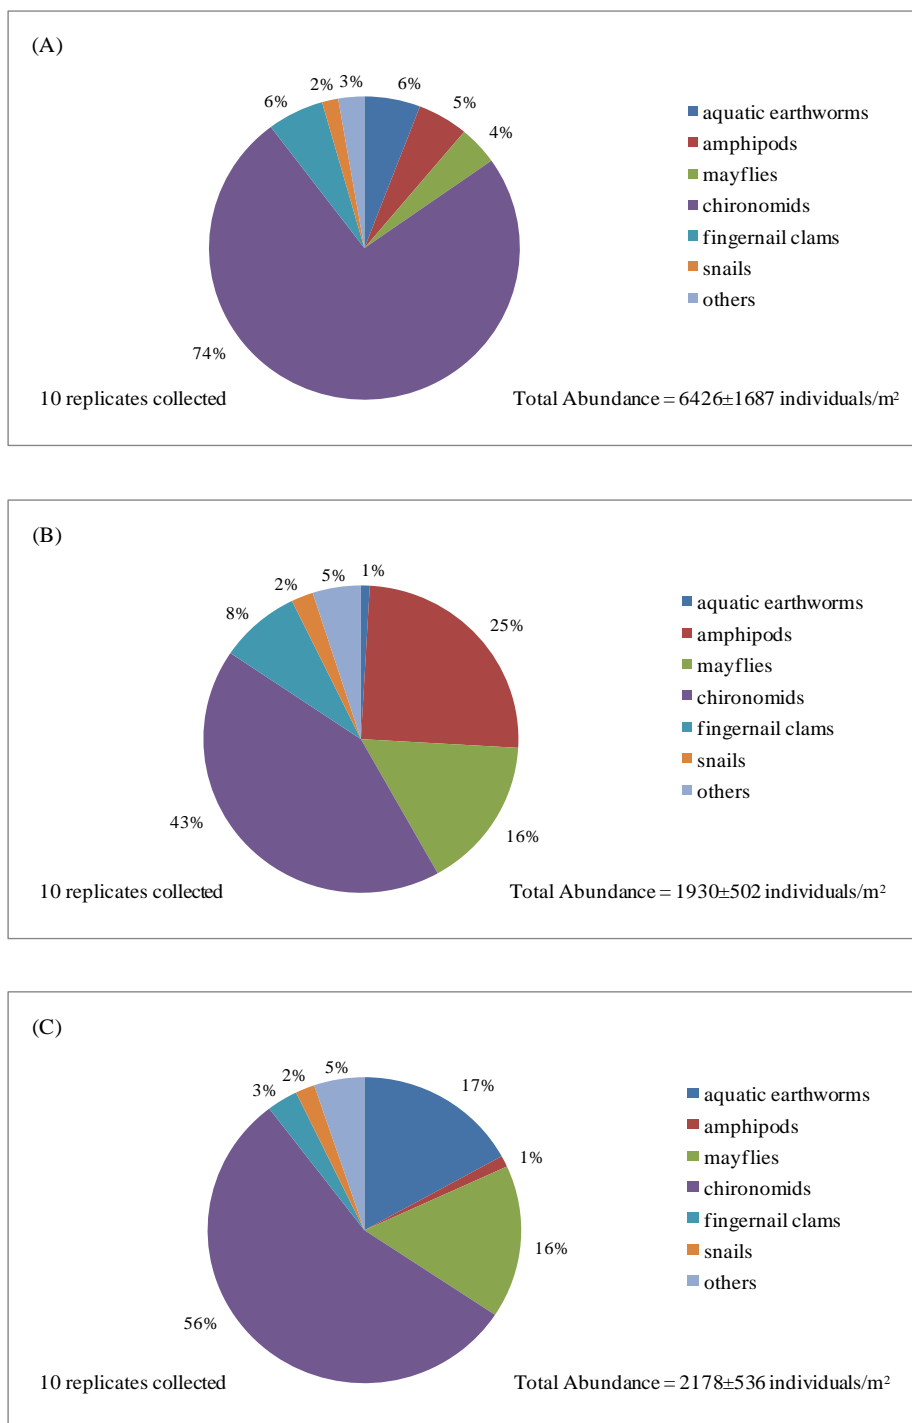 (A)
2% 3% 6%
6% 5%
4%
aquatic earthworms
amphipods
mayflies
chironomids
fingernail clams
snails
others
74%
10 replicates collected
Total Abundance = 6426±1687 individuals/m²
(B)
2% 5% 1%
8% 25%
aquatic earthworms
amphipods
mayflies
chironomids
fingernail clams
snails
others
43% 16%
10 replicates collected
Total Abundance = 1930±502 individuals/m²
(C)
3% 2% 5% 17%
1%
aquatic earthworms
amphipods
mayflies
chironomids
fingernail clams
snails
others
16%
56%
10 replicates collected
Total Abundance = 2178±536 individuals/m²